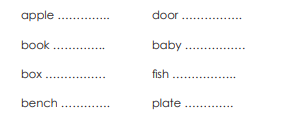 apple ………….. door …………….
book ………….. baby ……………
box …………… fish …………….
bench …………. plate ………….